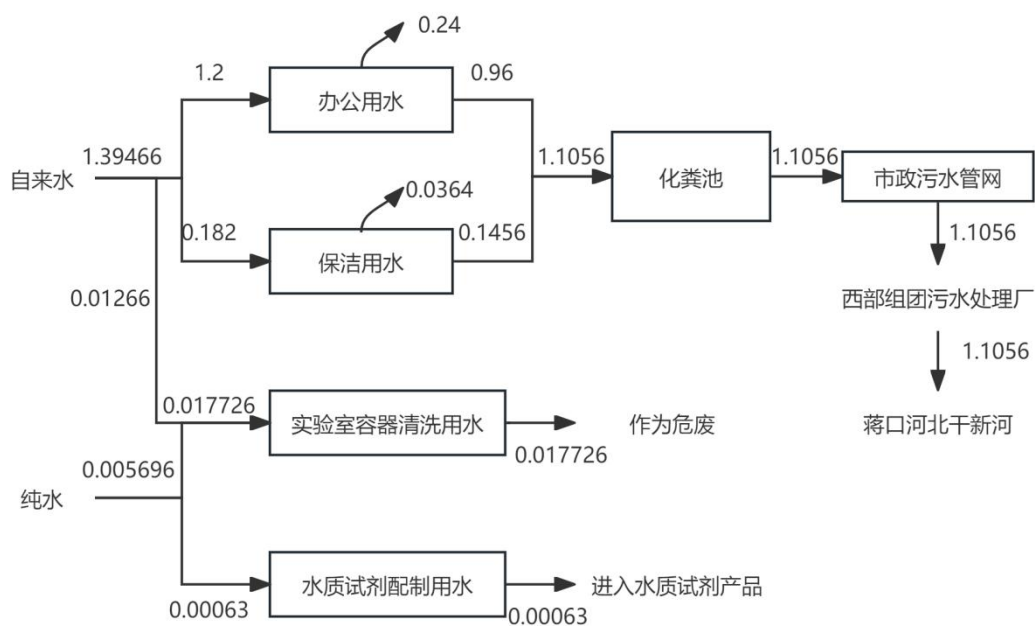 0.24
1.2
办公用水
0.96
1.39466
自来水
1.1056
化粪池
1.1056
市政污水管网
0.0364
0.182
保洁用水
0.1456
1.1056
0.01266
西部组团污水处理厂
1.1056
0.017726
实验室容器清洗用水
作为危废
蒋口河北干新河
0.017726
0.005696
纯水
水质试剂配制用水
进入水质试剂产品
0.00063
0.00063